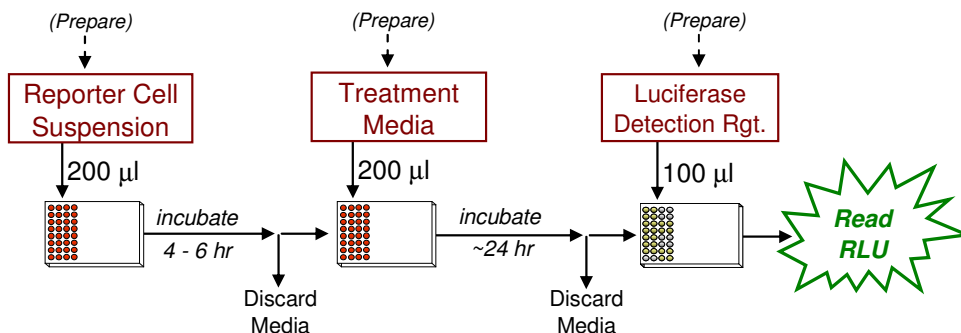 (Prepare)
(Prepare)
(Prepare)
Reporter Cell
Suspension
Treatment
Media
Luciferase
Detection Rgt.
200 µl
200 µl
100 µl
incubate
4 - 6 hr
incubate
~24 hr
Read
RLU
Discard
Media
Discard
Media